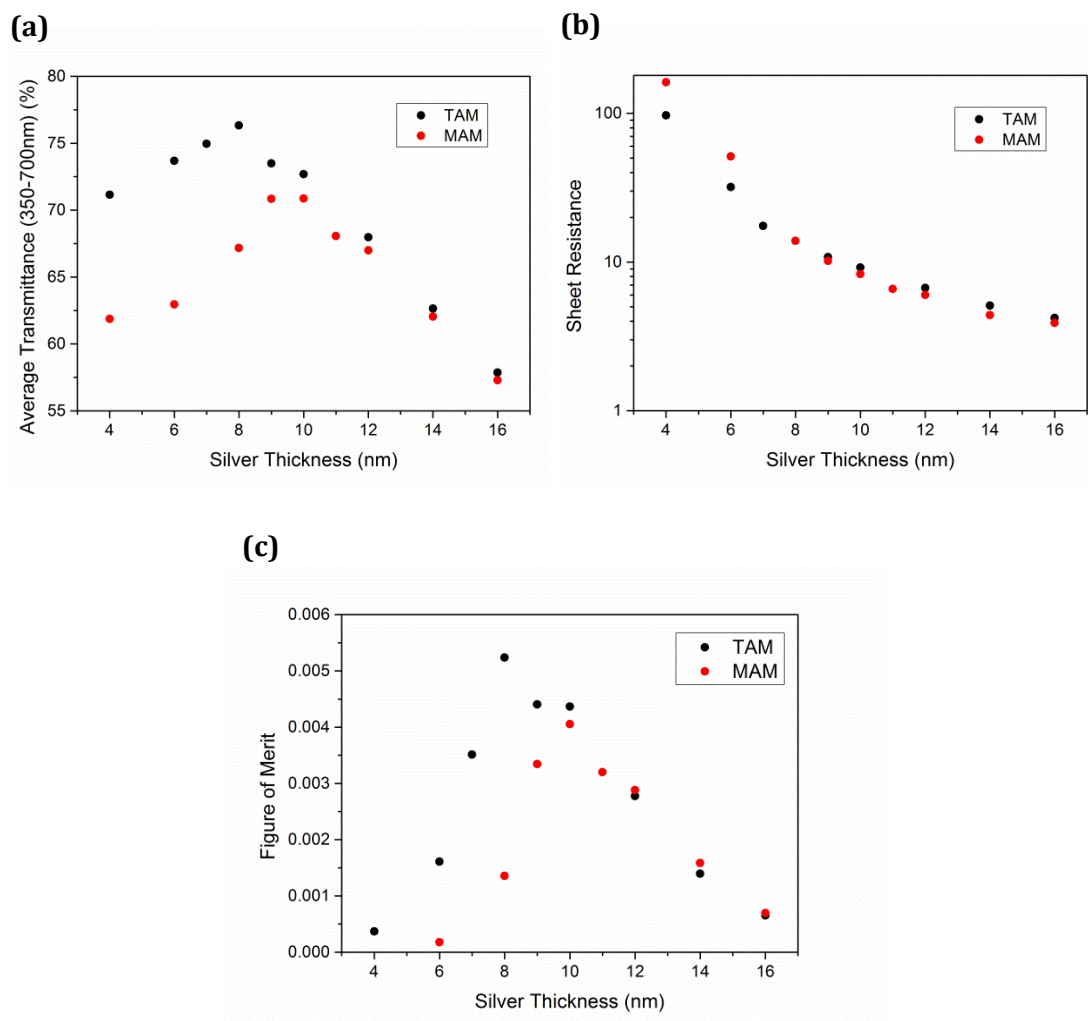 (a)
Average Transmittance (350-700nm) (%)
80
75
70
65
60
55
TAM
MAM
4 6 8 10 12 14 16
Silver Thickness (nm)
(b)
Sheet Resistance
100
10
1
TAM
MAM
4 6 8 10 12 14 16
Silver Thickness (nm)
(c)
Figure of Merit
0.006
0.005
0.004
0.003
0.002
0.001
0.000
TAM
MAM
4 6 8 10 12 14 16
Silver Thickness (nm)